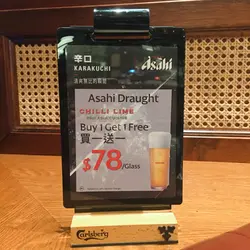 辛口
KARAKUCHI
Asahi
Asahi Draught
CHILLI LIME
Buy 1 Get 1 Free
買一送一
$78/Glass
Carlsberg